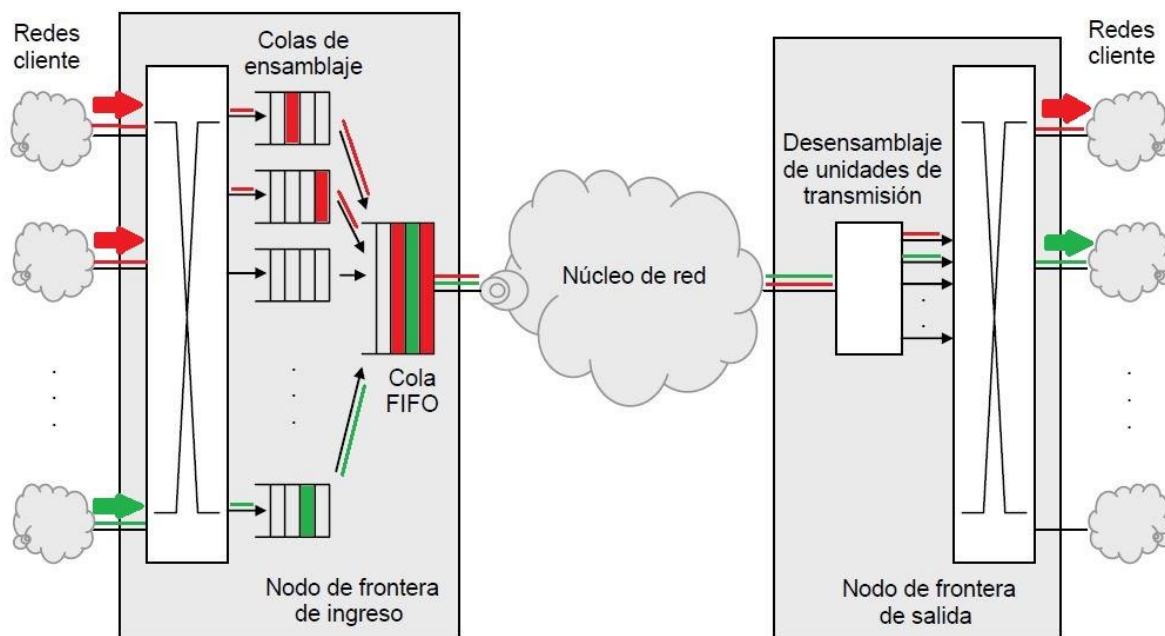 Redes
cliente
Colas de
ensamblaje
Cola
FIFO
Nodo de frontera
de ingreso
Núcleo de red
Desensamblaje
de unidades de
transmisión
Nodo de frontera
de salida
Redes
cliente